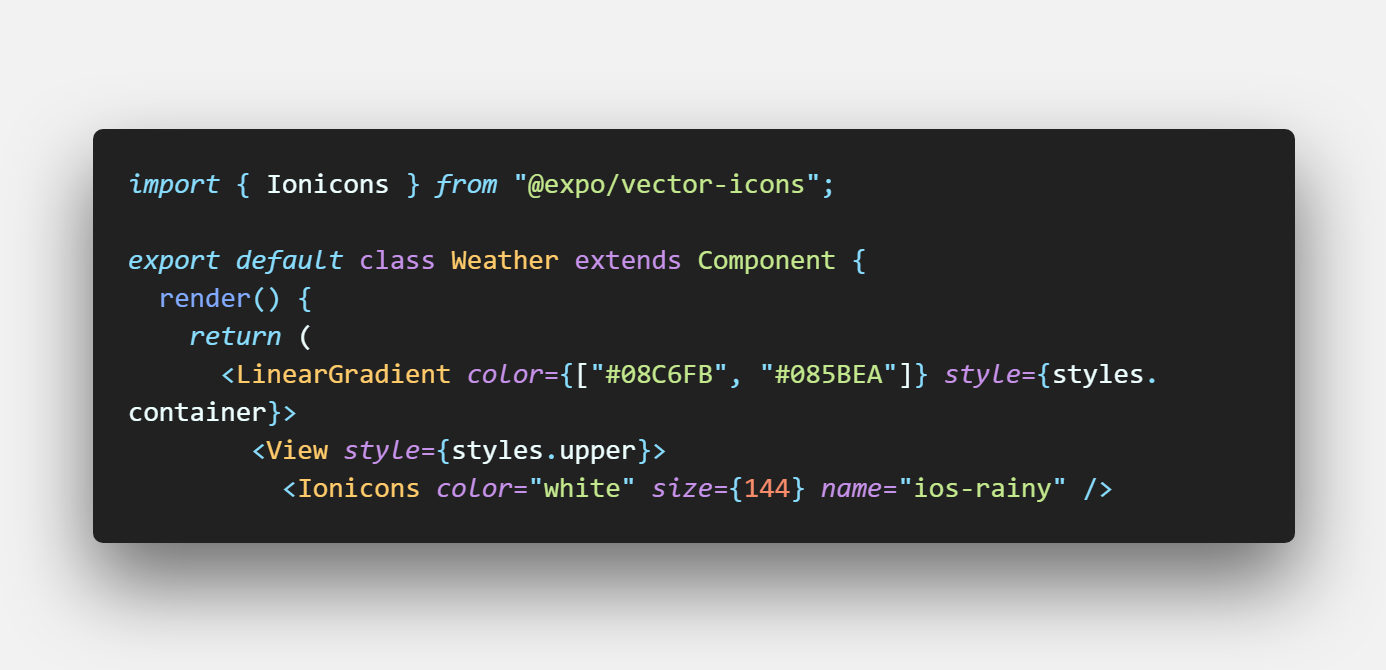 import { Ionicons } from "@expo/vector-icons";
export default class Weather extends Component {
render() {
return (
<LinearGradient color={["#08C6FB", "#085BEA"]} style={styles.
container}>
<View style={styles.upper}>
<Ionicons color="white" size={144} name="ios-rainy" />